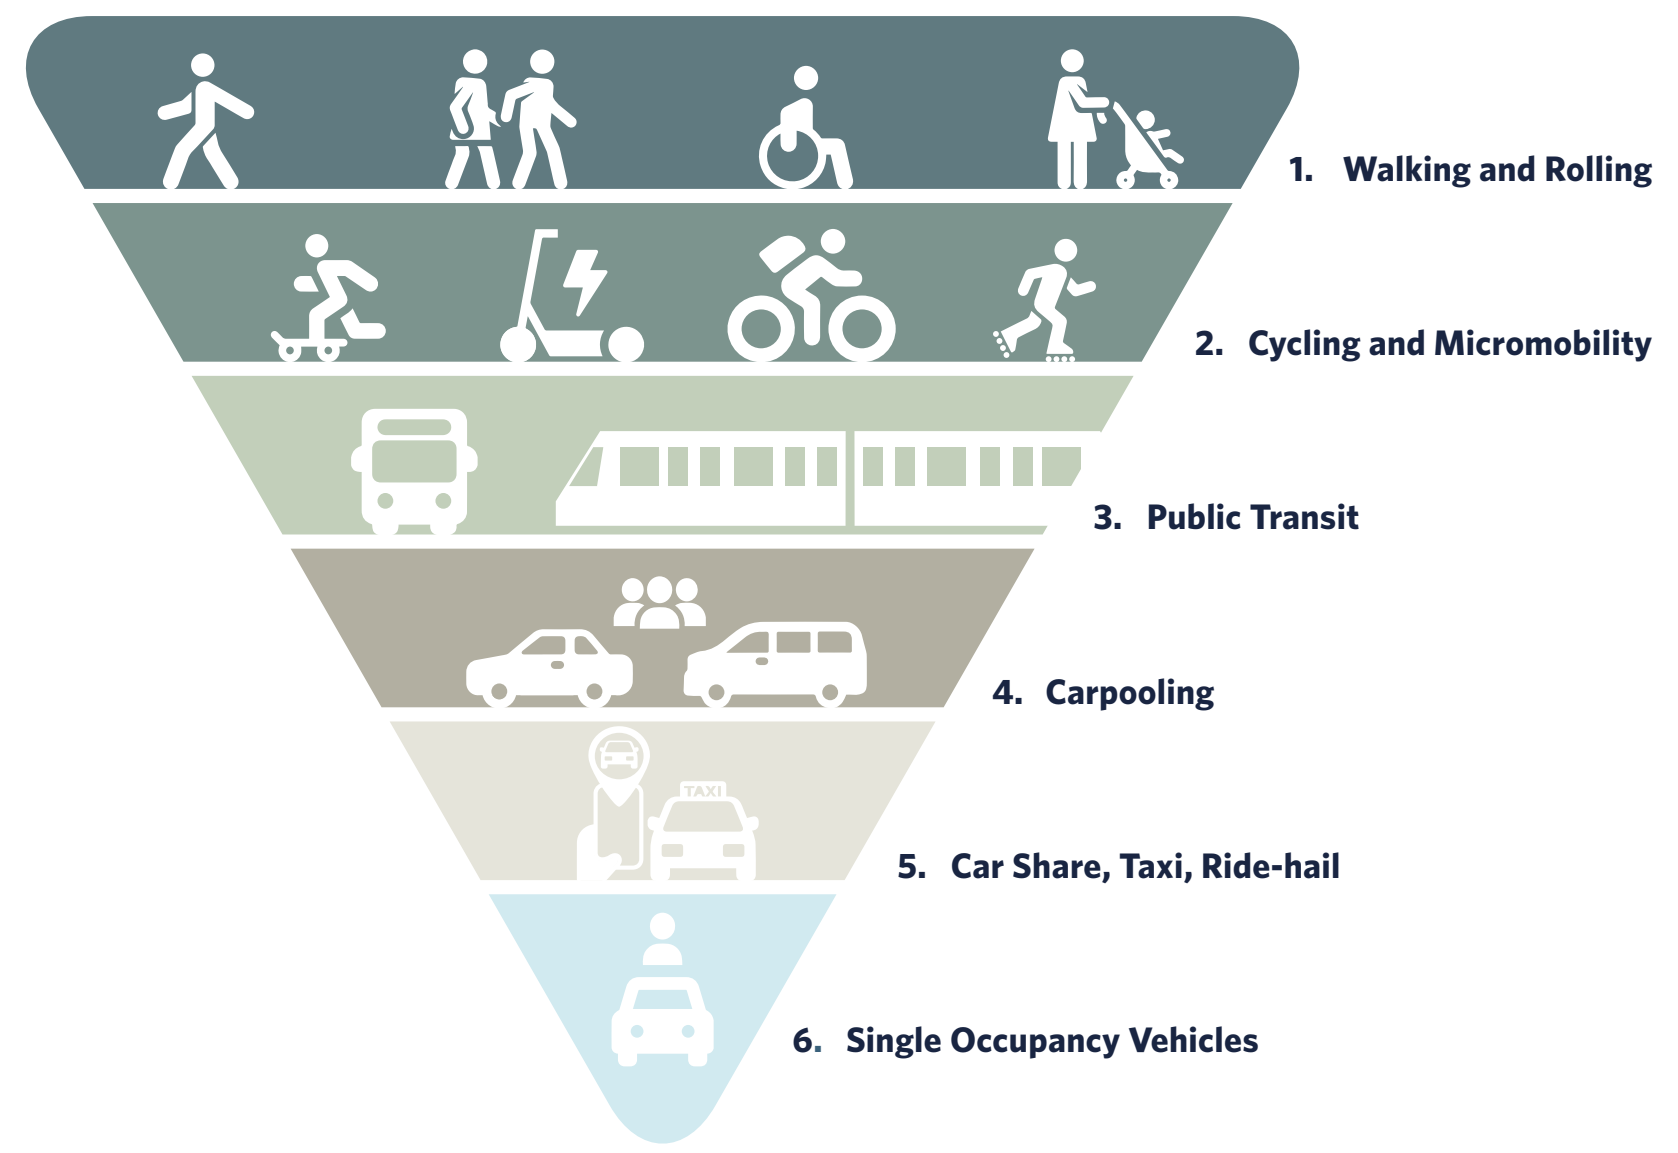 1. Walking and Rolling
2. Cycling and Micromobility
3. Public Transit
4. Carpooling
TAXI
5. Car Share, Taxi, Ride-hail
6. Single Occupancy Vehicles